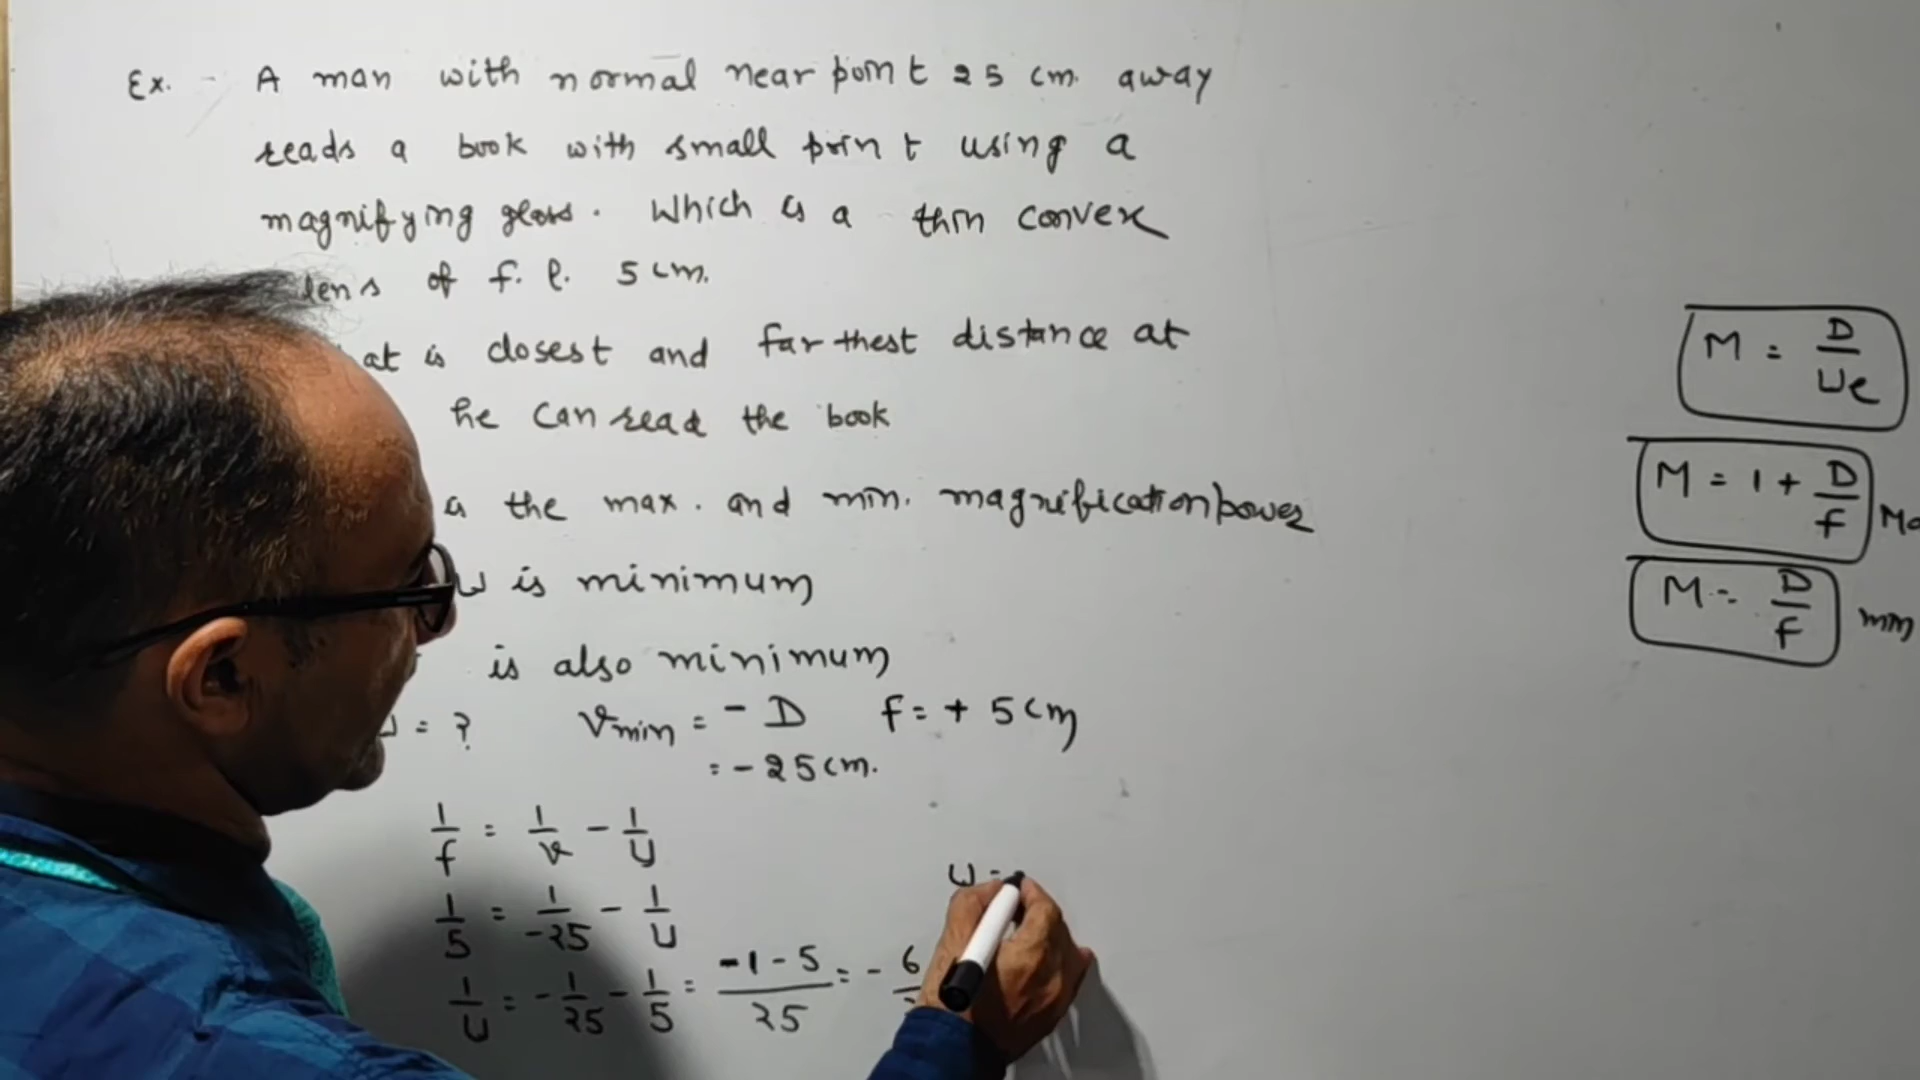 Ex. - A man with normal near point 25 cm. away
reads a book with small print using a
magnifying glass. Which is a thin convex
lens of f. l. 5 cm.
at is closest and farthest distance at
he can read the book
is the max. and min. magnification/power
u is minimum
is also minimum
u = ? vmin = - D f = + 5 cm
= - 25 cm.
1/f = 1/v - 1/u
1/5 = 1/-25 - 1/u
u =
1/u = - 1/25 - 1/5 = -1-5/25 = - 6
M = D/ue
M = 1 + D/f
M = D/f min